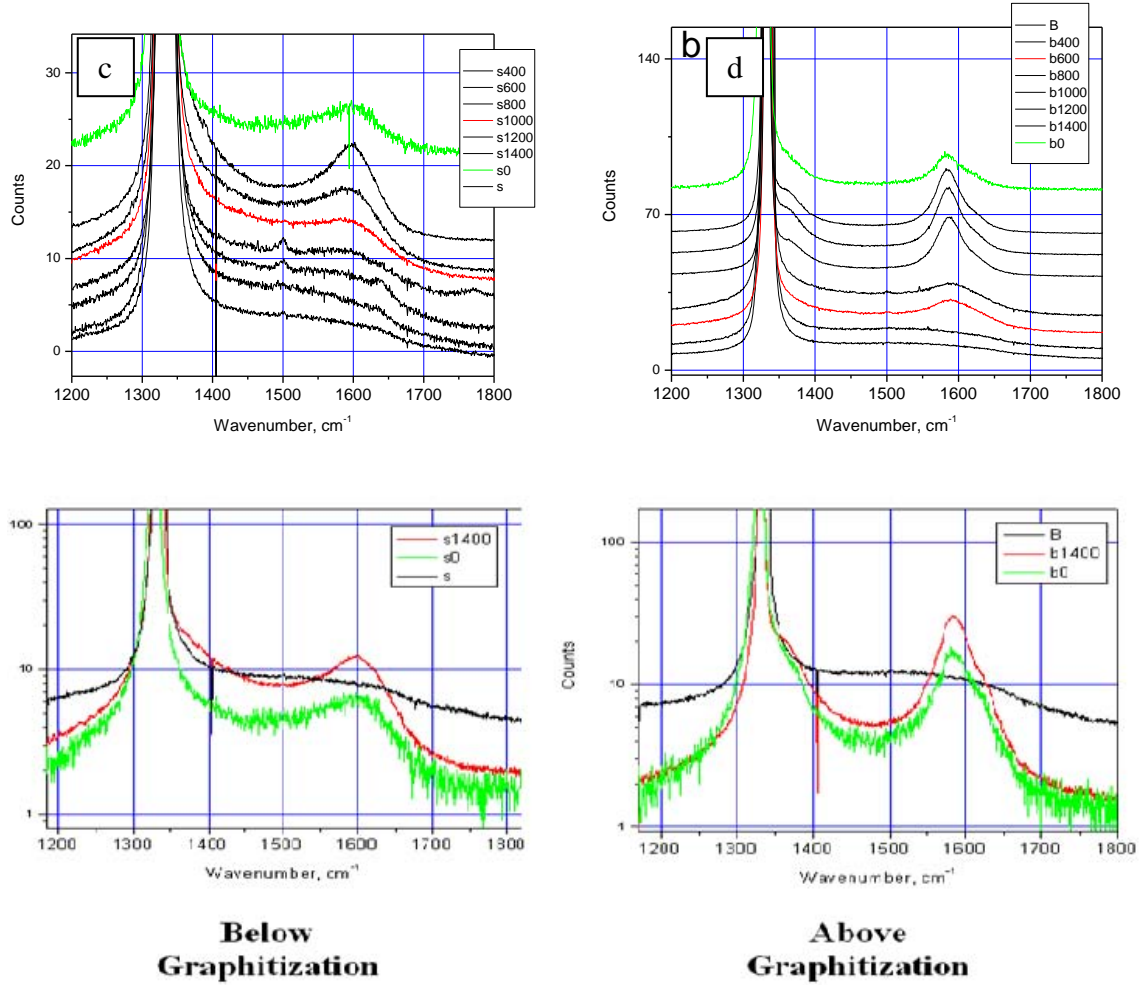 c
30
20
10
0
Counts
1200 1300 1400 1500 1600 1700 1800
Wavenumber, cm-1
s400
s600
s800
s1000
s1200
s1400
s0
s
b
d
140
70
0
Counts
1200 1300 1400 1500 1600 1700 1800
Wavenumber, cm-1
B
b400
b600
b800
b1000
b1200
b1400
b0
100
10
1
1200 1300 1400 1500 1600 1700 1300
Wavenumber, cm-1
s1400
s0
s
Below
Graphitization
100
10
1
Counts
1200 1300 1400 1500 1600 1700 1800
Wavenumber, cm-1
B
b1400
b0
Above
Graphitization